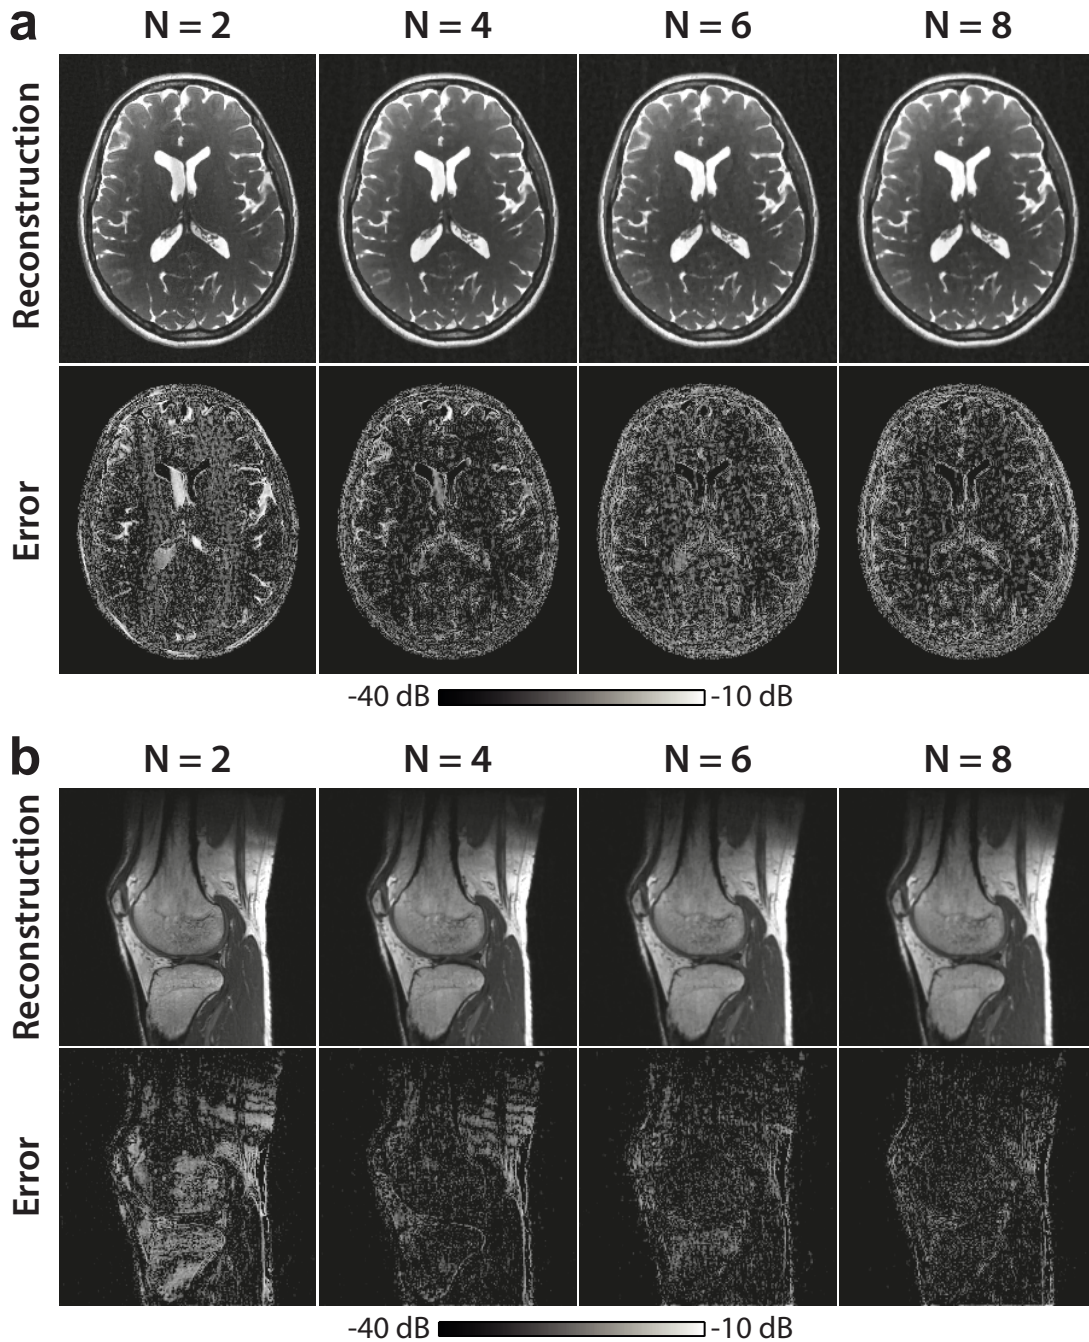 a
N = 2 N = 4 N = 6 N = 8
Reconstruction
Error
-40 dB -10 dB
b
N = 2 N = 4 N = 6 N = 8
Reconstruction
Error
-40 dB -10 dB